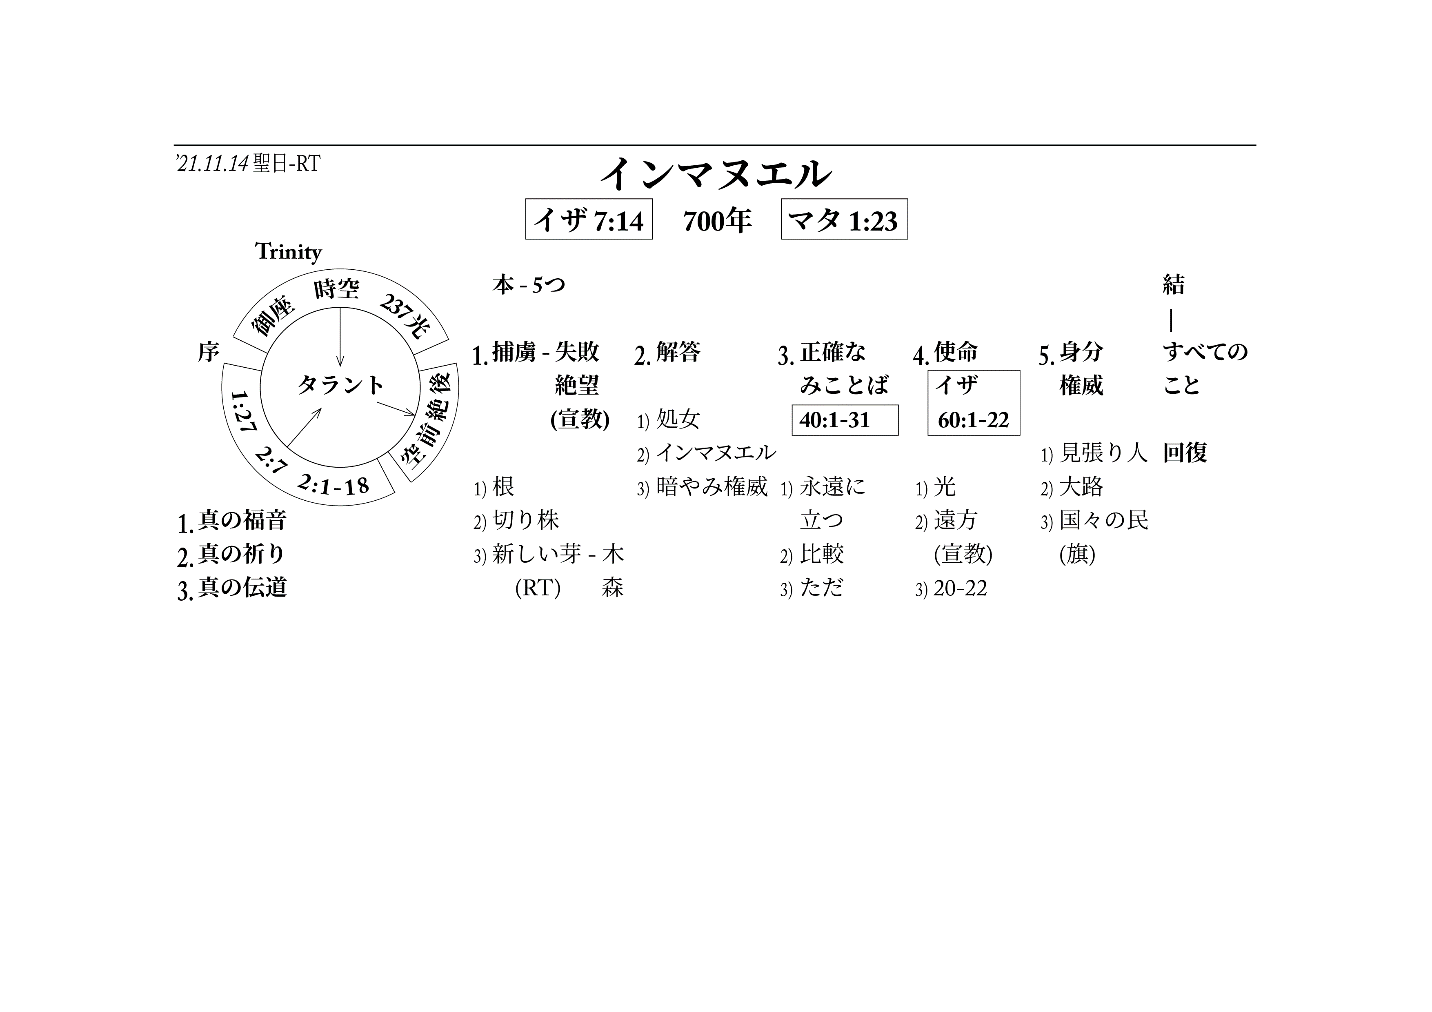 '21.11.14 聖日-RT
インマヌエル
イザ 7:14 700年 マタ 1:23
Trinity
御座 時空 237光
序
タラント
1:27 2:7 2:1-18
空前絶後
1. 真の福音
2. 真の祈り
3. 真の伝道
本 - 5つ
1. 捕虜 - 失敗
絶望
(宣教)
1) 根
2) 切り株
3) 新しい芽 - 木
(RT) 森
2. 解答
1) 処女
2) インマヌエル
3) 暗やみ権威
3. 正確な
みことば
40:1-31
1) 永遠に
立つ
2) 比較
3) ただ
4. 使命
イザ
60:1-22
1) 光
2) 遠方
(宣教)
3) 20-22
5. 身分
権威
1) 見張り人
2) 大路
3) 国々の民
(旗)
結
|
すべての
こと
回復